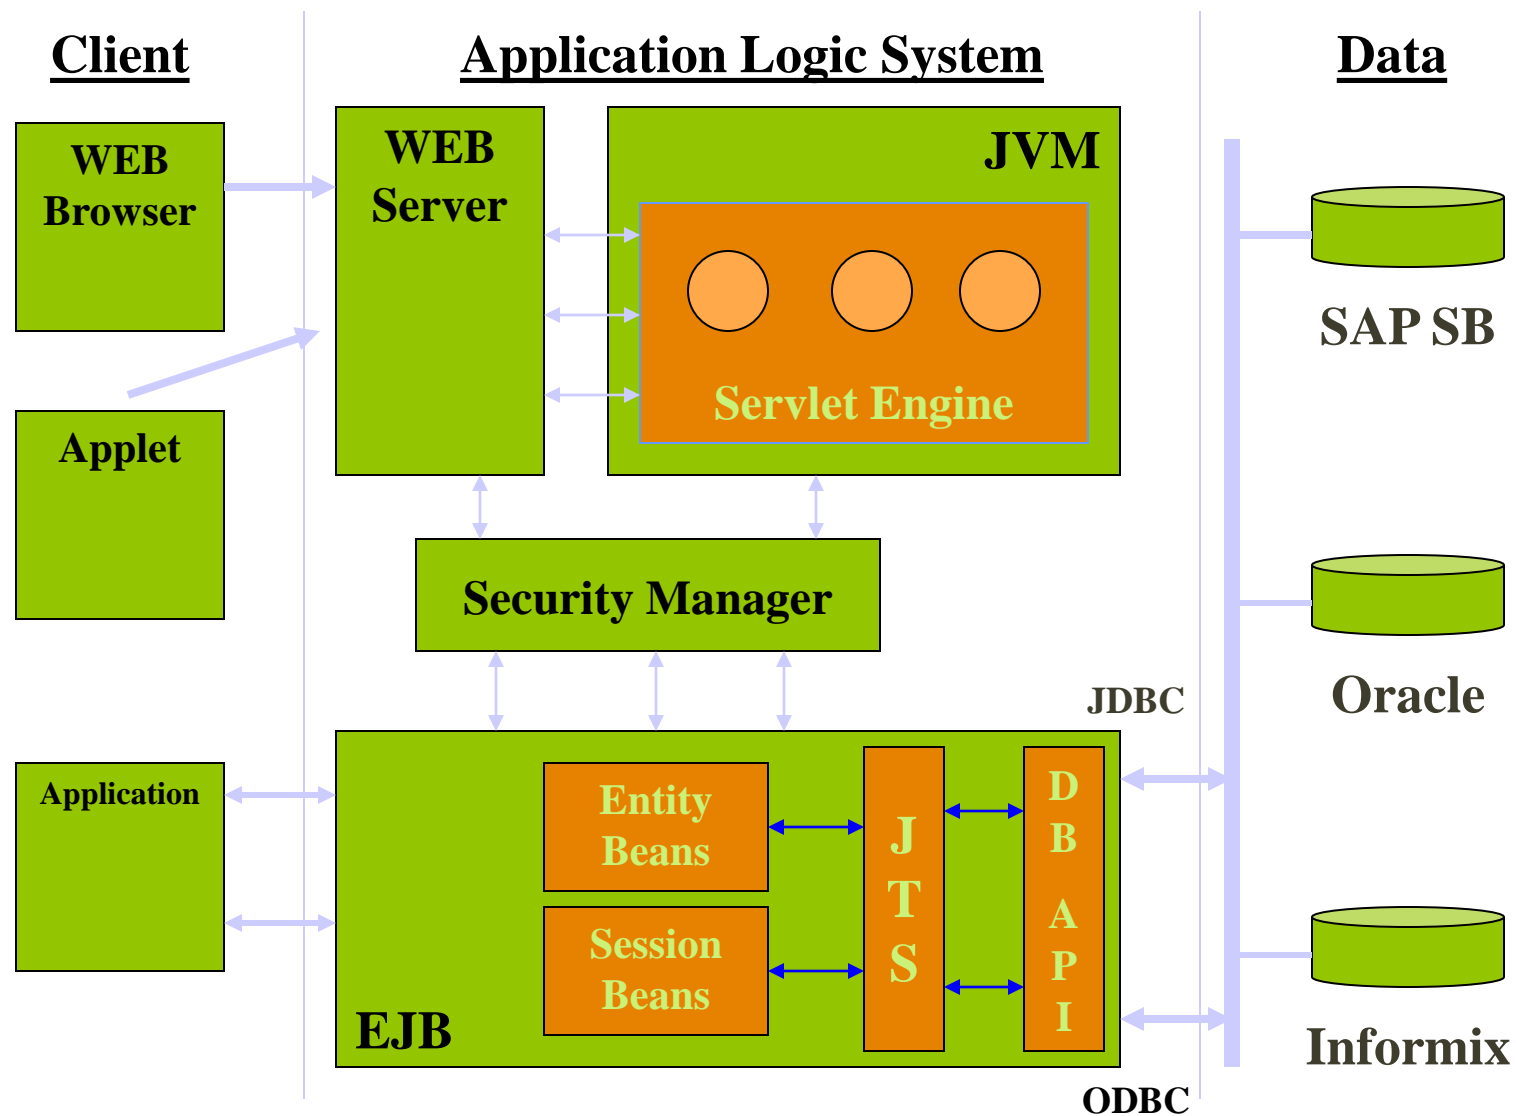 Client
Application Logic System
Data
WEB
Browser
WEB
Server
JVM
Servlet Engine
SAP SB
Applet
Security Manager
Oracle
JDBC
Application
Entity
Beans
Session
Beans
J
T
S
D
B
A
P
I
EJB
Informix
ODBC